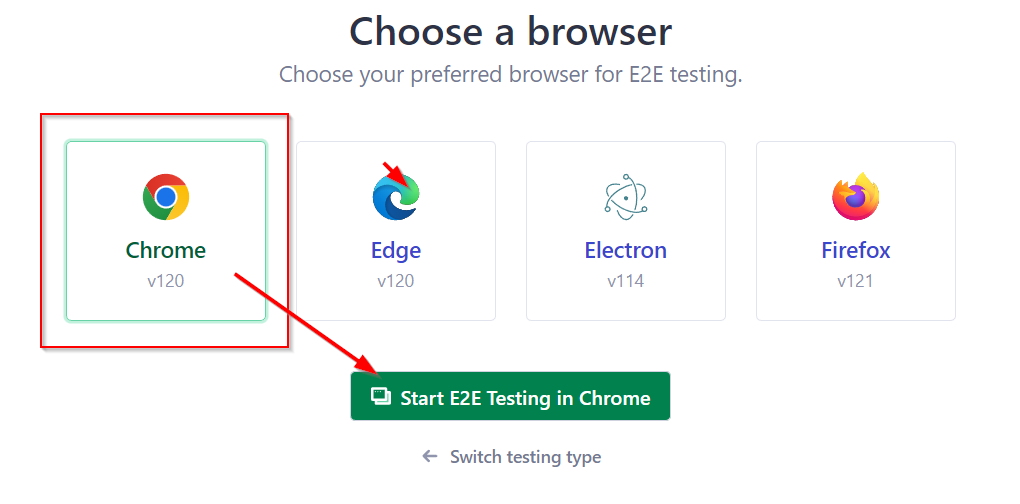 Choose a browser
Choose your preferred browser for E2E testing.
Chrome
v120
Edge
v120
Electron
v114
Firefox
v121
Start E2E Testing in Chrome
Switch testing type